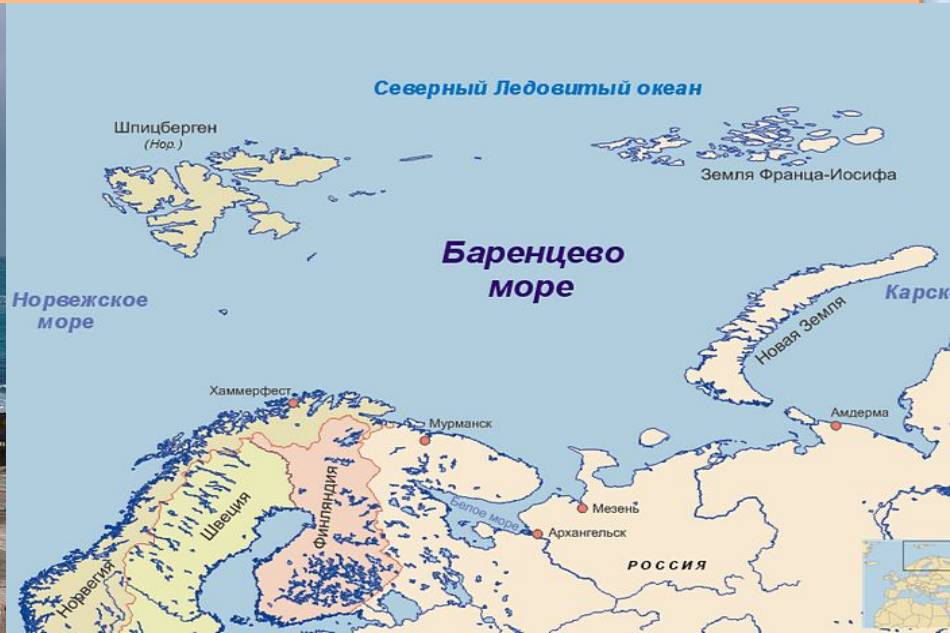 Северный Ледовитый океан
Шпицберген
(Нор.)
Земля Франца-Иосифа
Баренцево
море
Норвежское
море
Карск
Новая Земля
Хаммерфест
Мурманск
Амдерма
Финляндия
Швеция
Белое море
Мезень
Архангельск
РОССИЯ
Норвегия